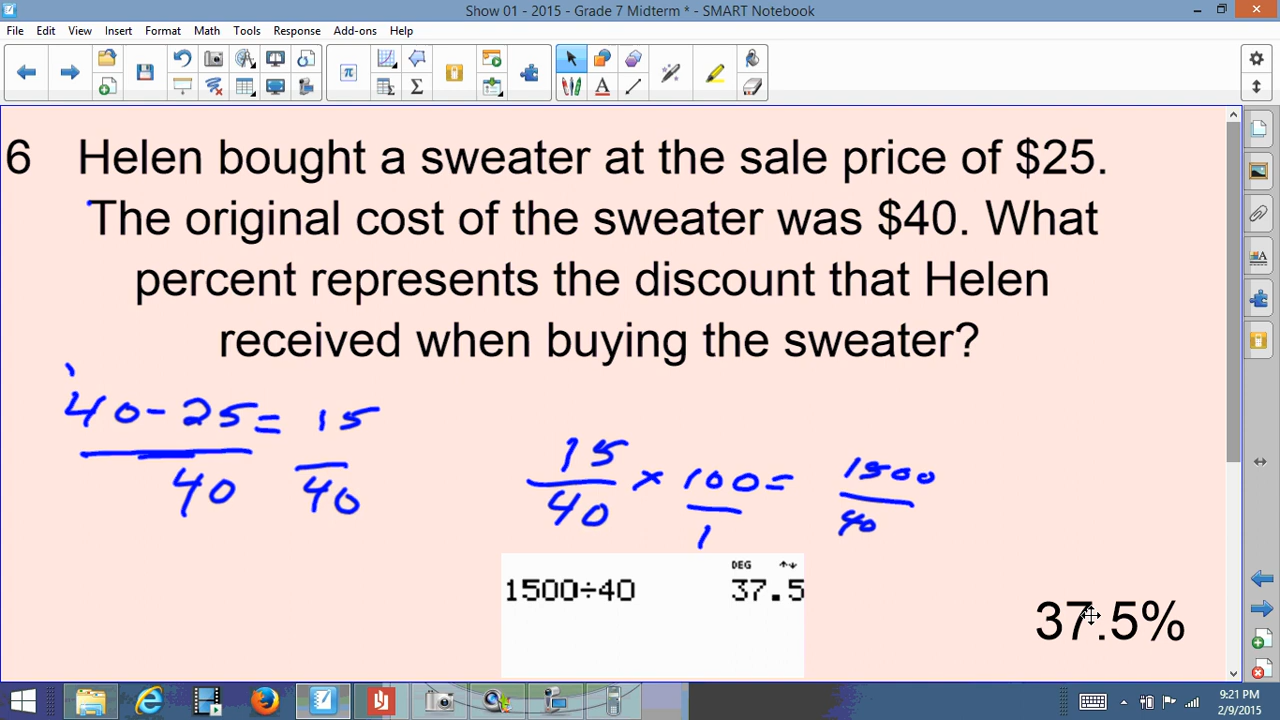 Show 01 - 2015 - Grade 7 Midterm * - SMART Notebook
File Edit View Insert Format Math Tools Response Add-ons Help
6 Helen bought a sweater at the sale price of $25.
The original cost of the sweater was $40. What
percent represents the discount that Helen
received when buying the sweater?
40-25= 15
40 40
15 × 100 = 1500
40 1 40
DEG
1500÷40 37.5
37.5%
9:21 PM
2/9/2015